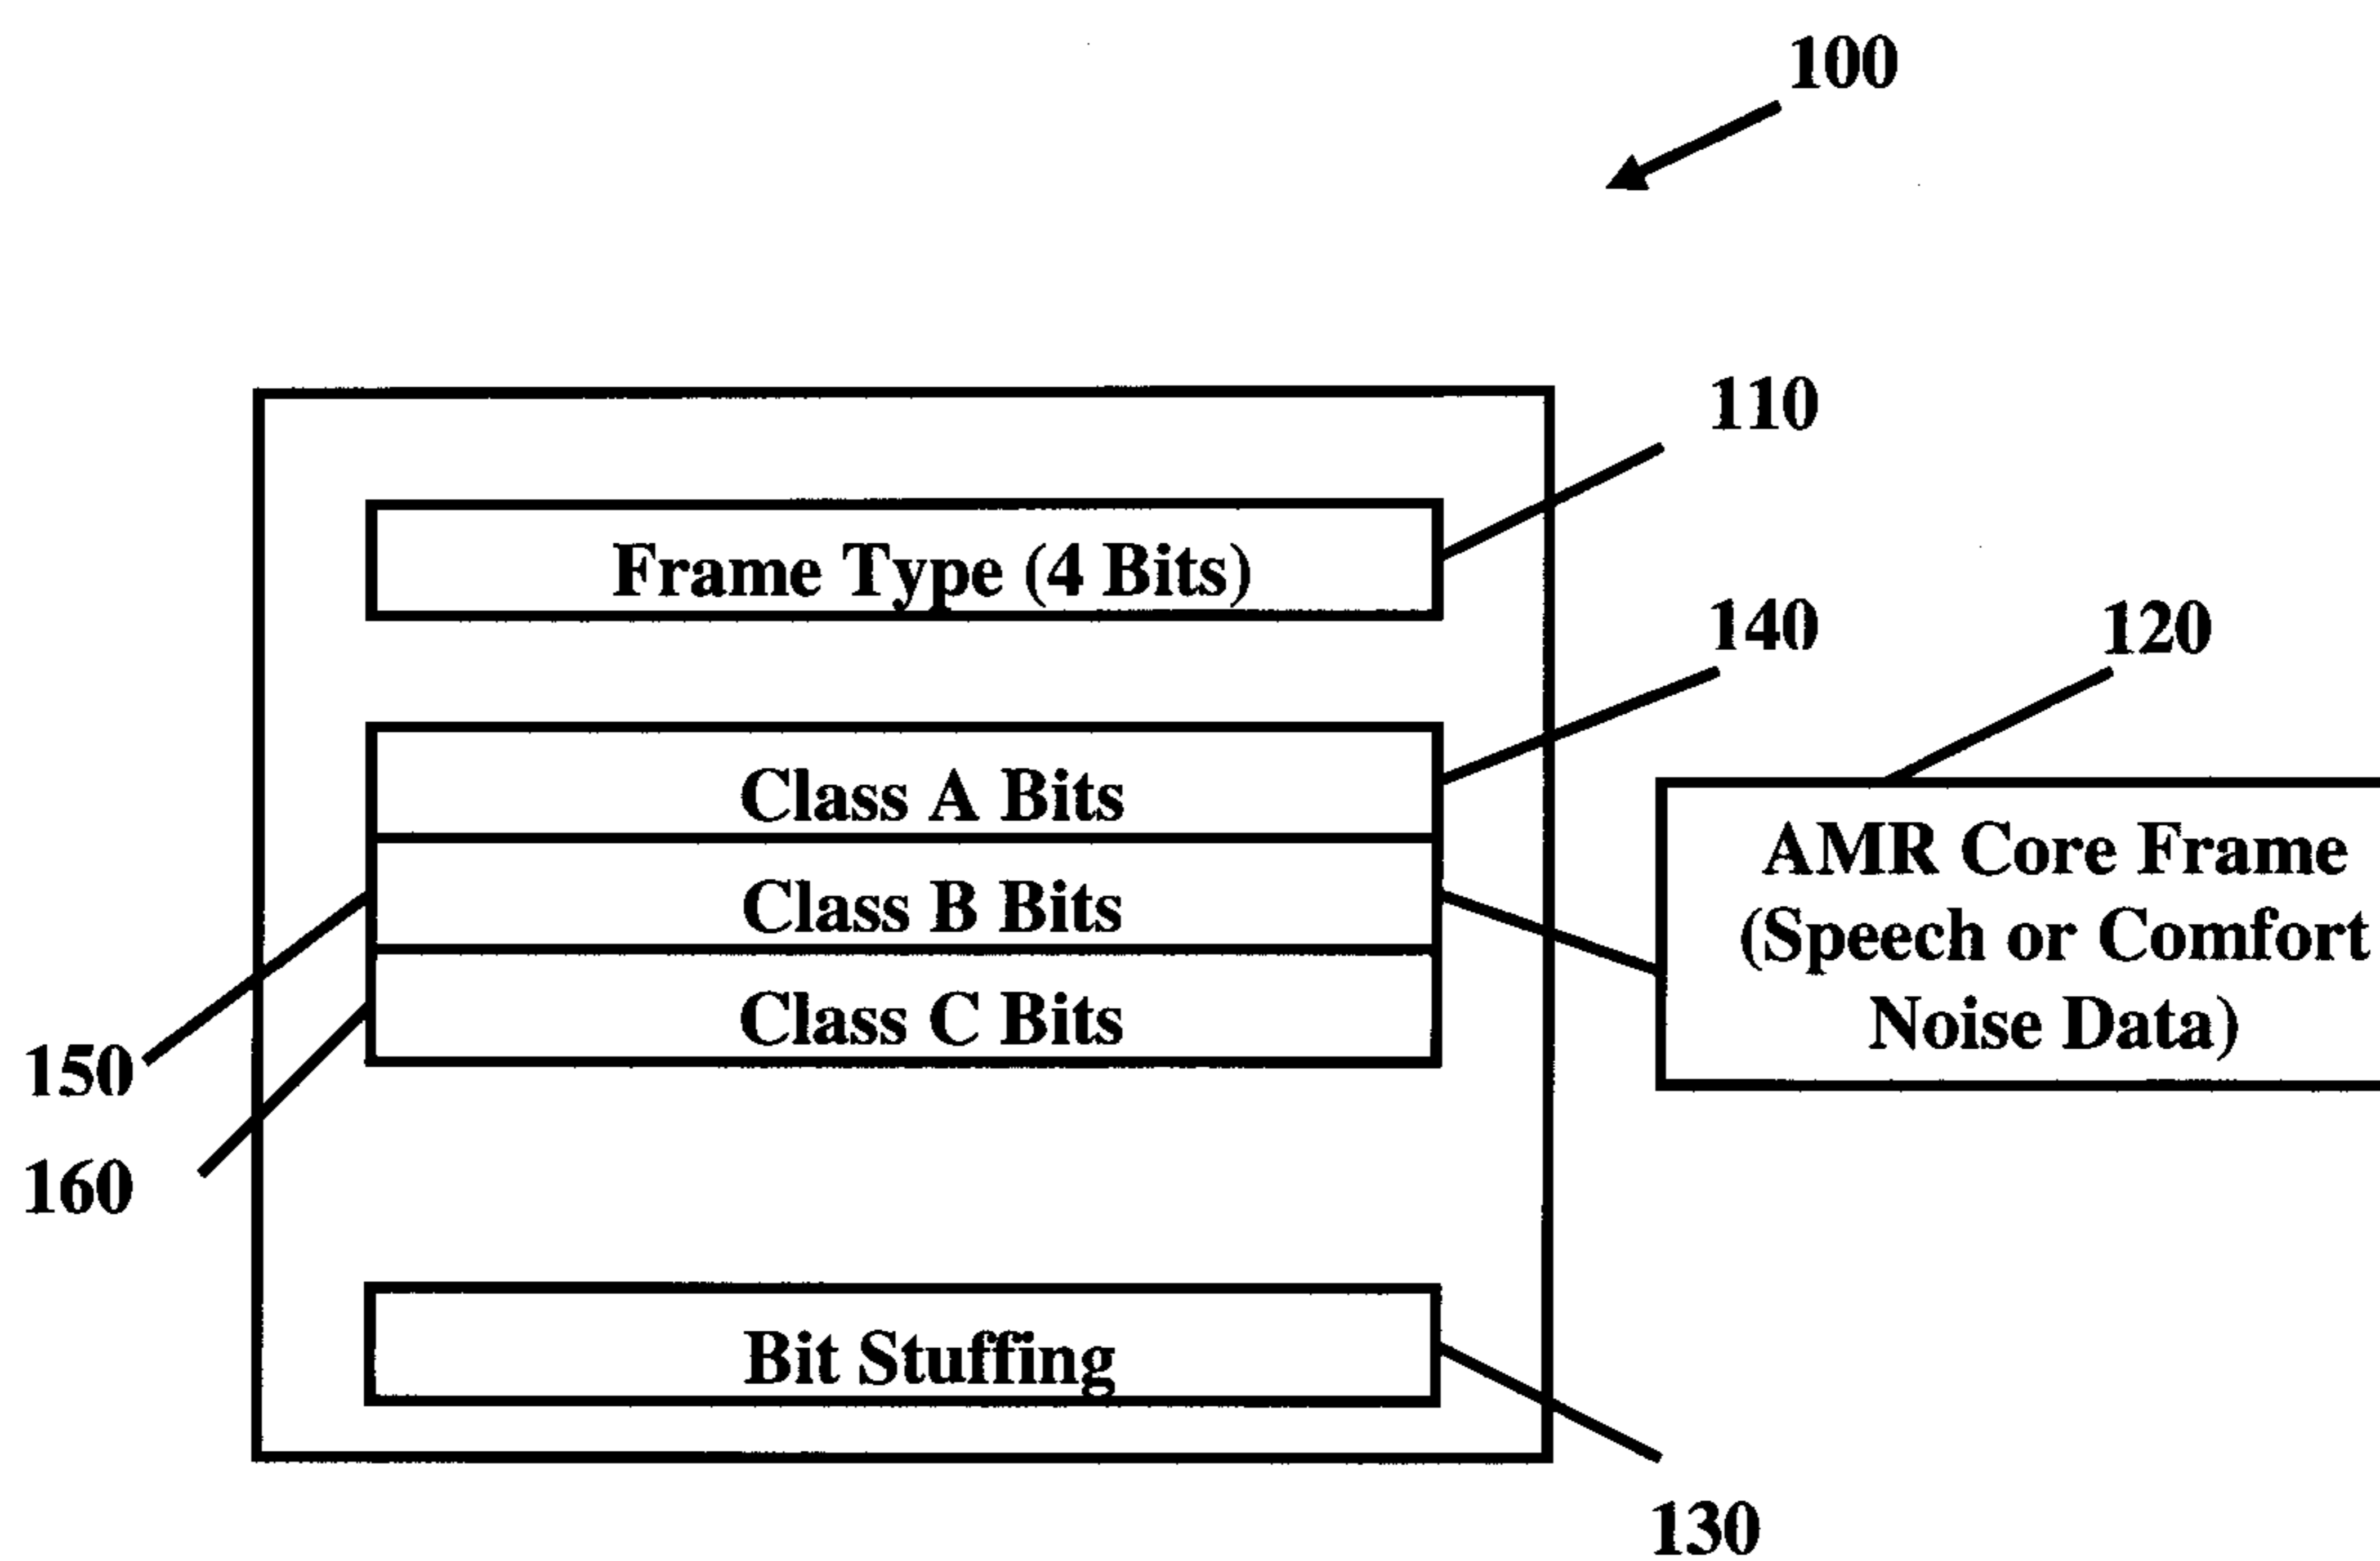 100
110
Frame Type (4 Bits)
140
120
Class A Bits
AMR Core Frame
(Speech or Comfort
Noise Data)
Class B Bits
Class C Bits
150
160
Bit Stuffing
130